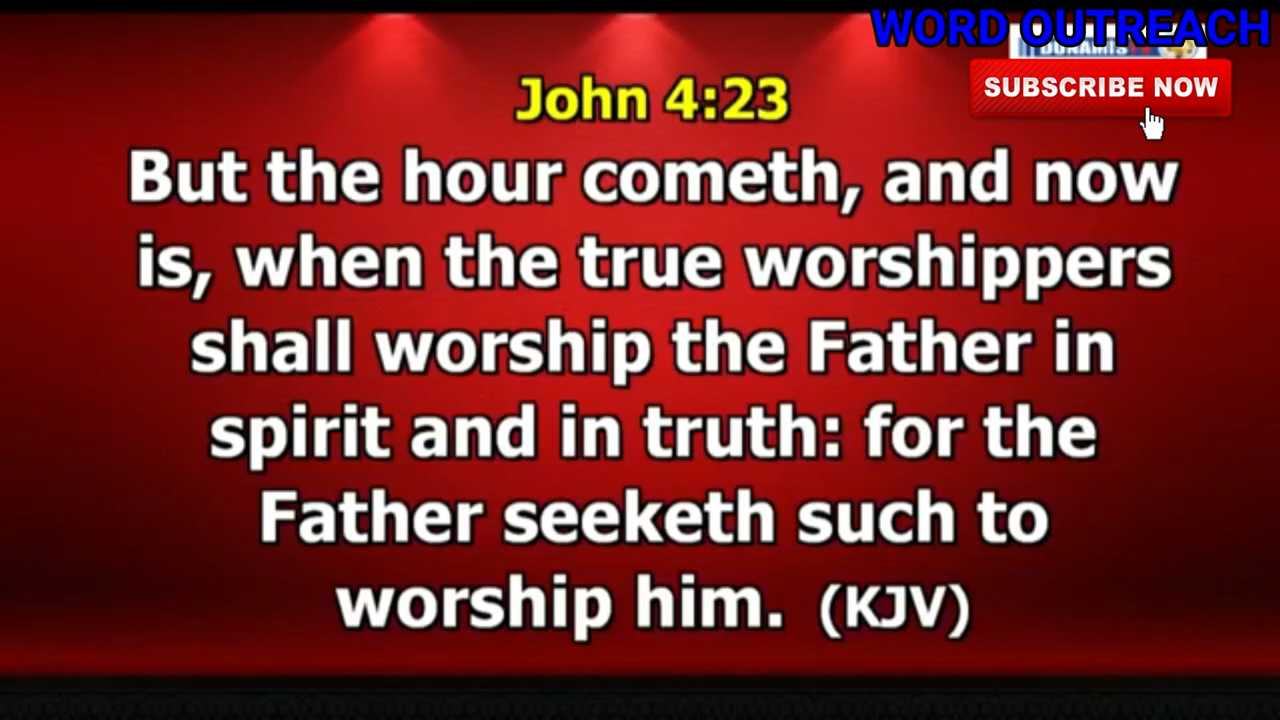 WORD OUTREACH
SUBSCRIBE NOW
John 4:23
But the hour cometh, and now
is, when the true worshippers
shall worship the Father in
spirit and in truth: for the
Father seeketh such to
worship him. (KJV)